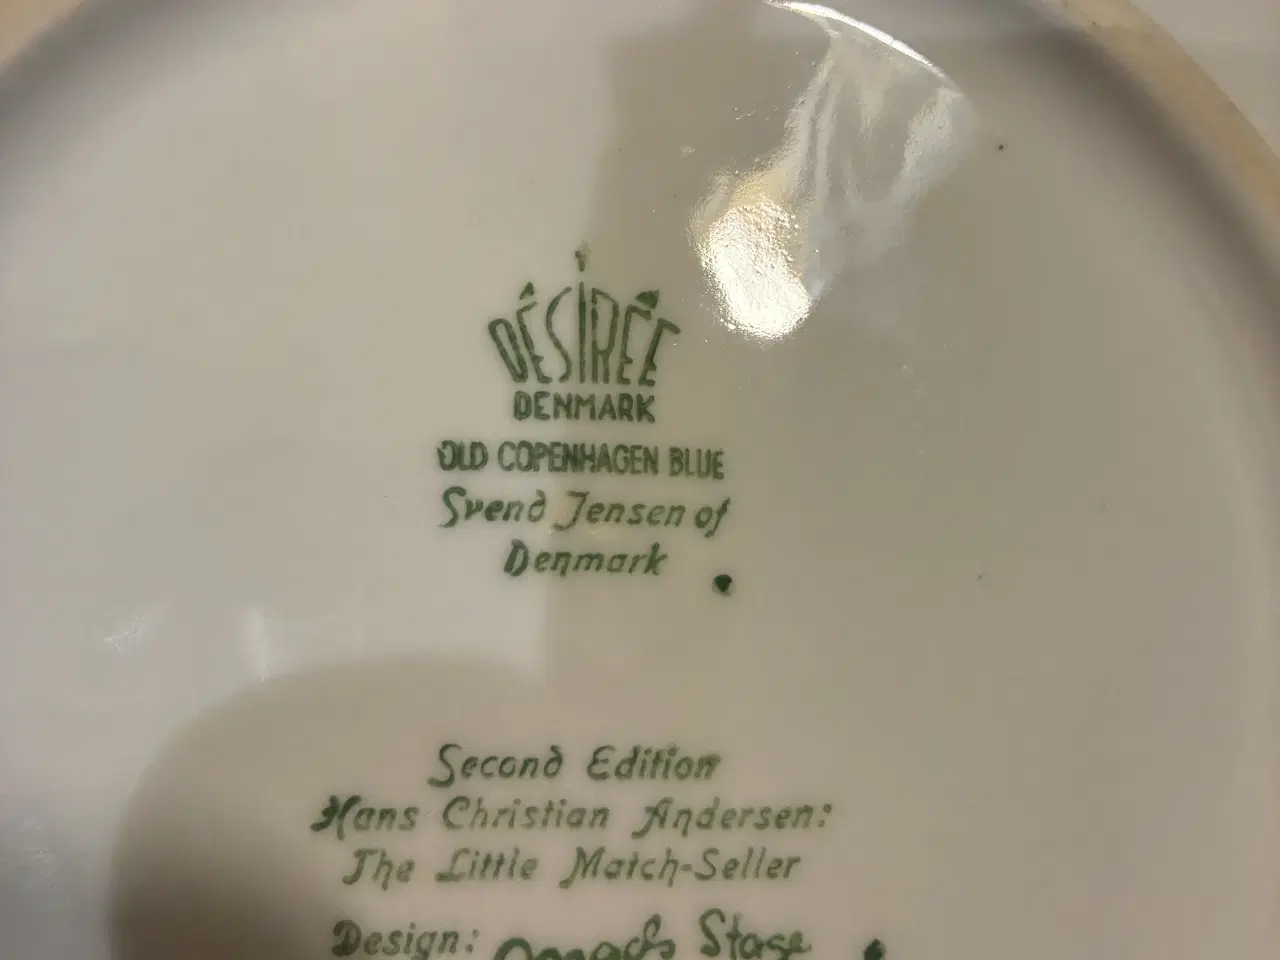 DÉSIRÉE
DENMARK
OLD COPENHAGEN BLUE
Svend Jensen of
Denmark
Second Edition
Hans Christian Andersen:
The Little Match-Seller
Design: Stage